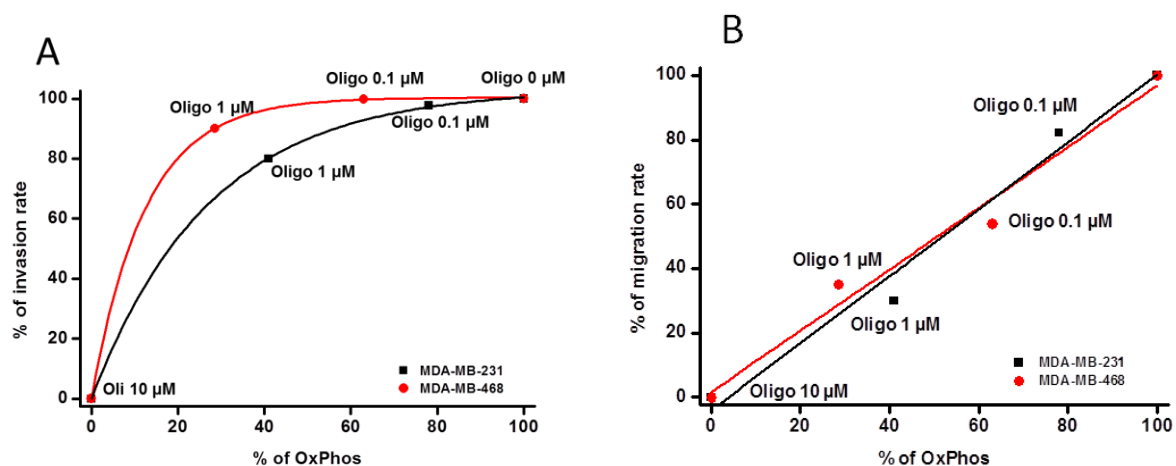 A
Oligo 0.1 µM
Oligo 0 µM
Oligo 1 µM
Oligo 0.1 µM
Oligo 1 µM
Oli 10 µM
100
80
60
40
20
0
% of invasion rate
MDA-MB-231
MDA-MB-468
0 20 40 60 80 100
% of OxPhos
B
Oligo 0.1 µM
Oligo 0.1 µM
Oligo 1 µM
Oligo 1 µM
Oligo 10 µM
100
80
60
40
20
0
% of migration rate
MDA-MB-231
MDA-MB-468
0 20 40 60 80 100
% of OxPhos